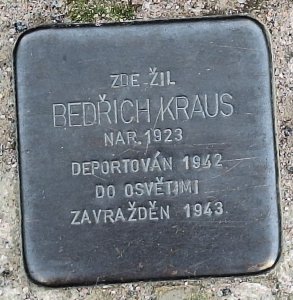 ZDE ŽIL
BEDŘICH KRAUS
NAR. 1923
DEPORTOVÁN 1942
DO OSVĚTIMI
ZAVRAŽDĚN 1943